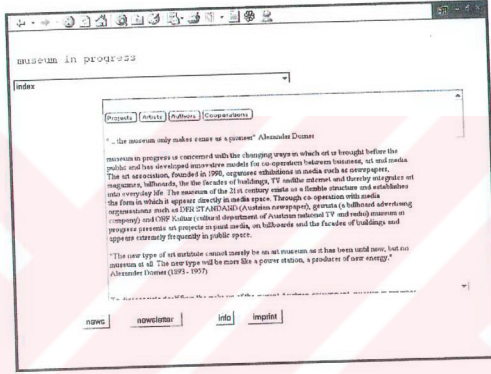 museum in progress
index
Projects Artists Authors Cooperations
"... the museum only makes sense as a pioneer" Alexander Dorner
museum in progress is concerned with the changing ways in which art is brought before the
public and has developed innovative models for co-operation between business, art and media.
The art association, founded in 1990, organises exhibitions in media such as newspapers,
magazines, billboards, the the facades of buildings, TV and the internet and thereby integrates art
into everyday life. The museum of the 21st century exists as a flexible structure and establishes
the form in which it appears directly in media space. Through co-operation with media
organisations such as DER STANDARD (Austrian newspaper), gewista (a billboard advertising
company) and ORF Kultur (cultural department of Austrian national TV and radio) museum in
progress presents art projects in print media, on billboards and the facades of buildings and
appears extremely frequently in public space.
"The new type of art institute cannot merely be an art museum as it has been until now, but no
museum at all. The new type will be more like a power station, a producer of new energy."
Alexander Dorner (1893 - 1957)
news newsletter info imprint